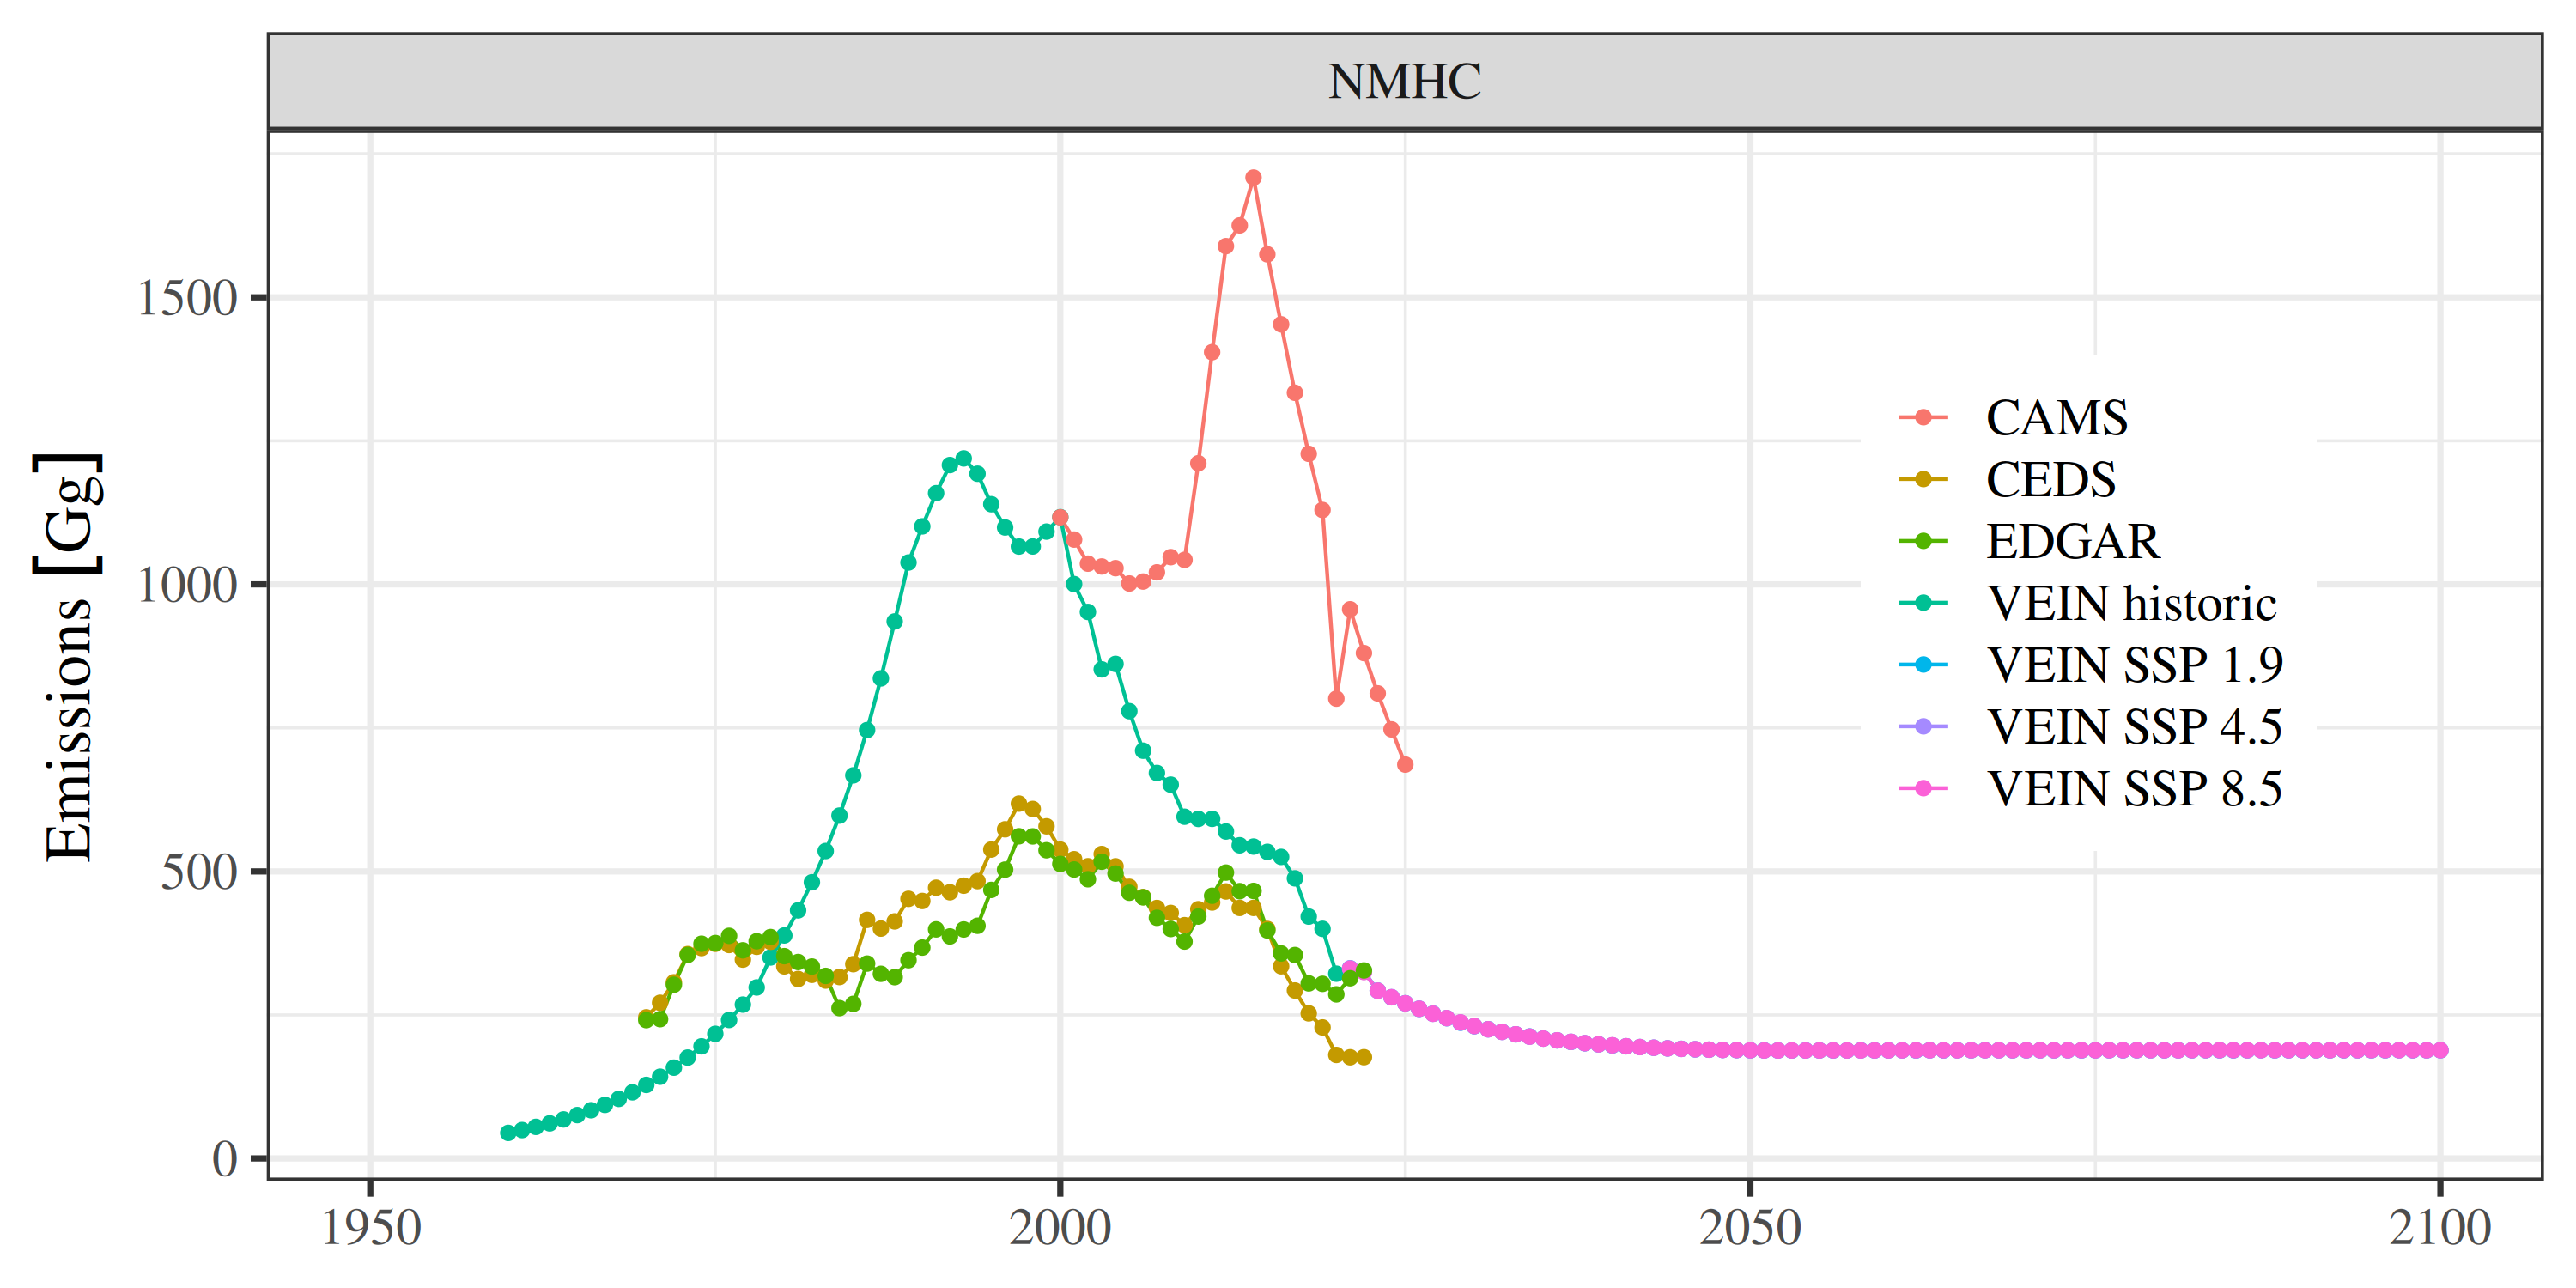 NMHC
Emissions [Gg]
1500
1000
500
0
1950
2000
2050
2100
CAMS
CEDS
EDGAR
VEIN historic
VEIN SSP 1.9
VEIN SSP 4.5
VEIN SSP 8.5